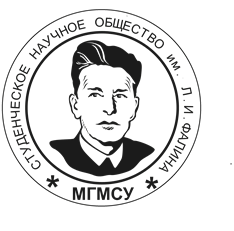 СТУДЕНЧЕСКОЕ НАУЧНОЕ ОБЩЕСТВО им. Л.И.ФАЛИНА
* МГМСУ *